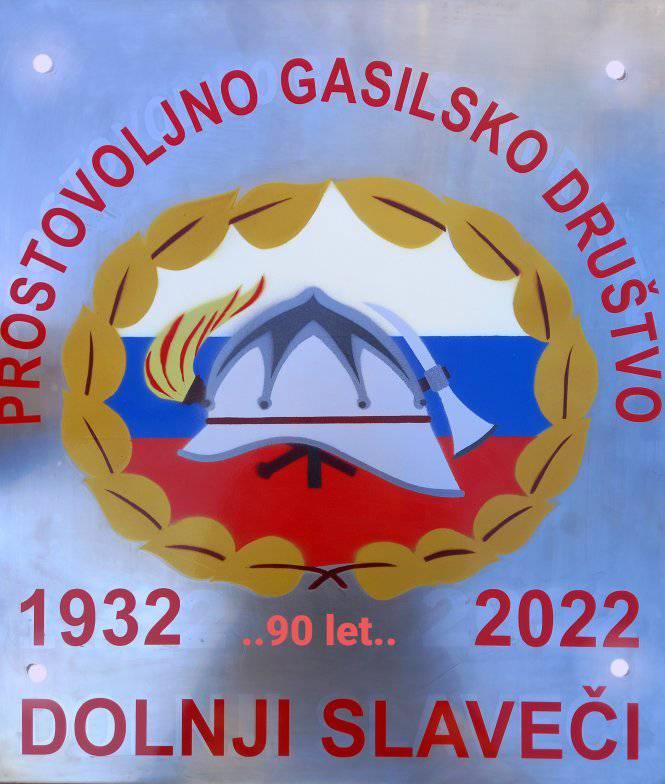 PROSTOVOLJNO GASILSKO DRUŠTVO
1932 ..90 let.. 2022
DOLNJI SLAVEČI